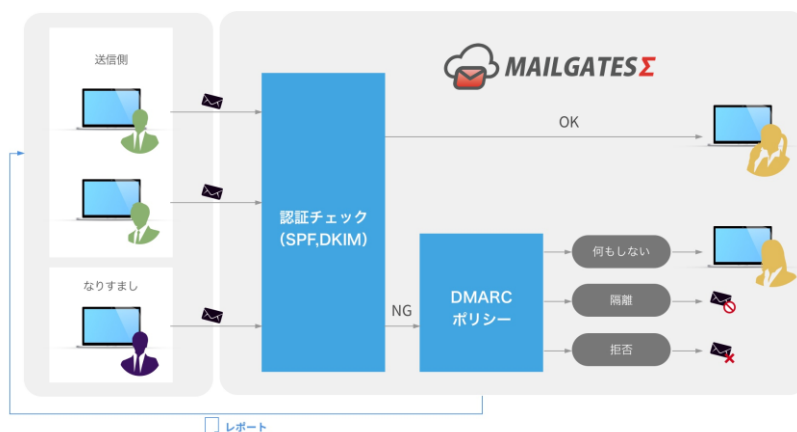 送信側
MAILGATES Σ
OK
認証チェック
(SPF,DKIM)
何もしない
なりすまし
DMARC
ポリシー
NG
隔離
拒否
レポート